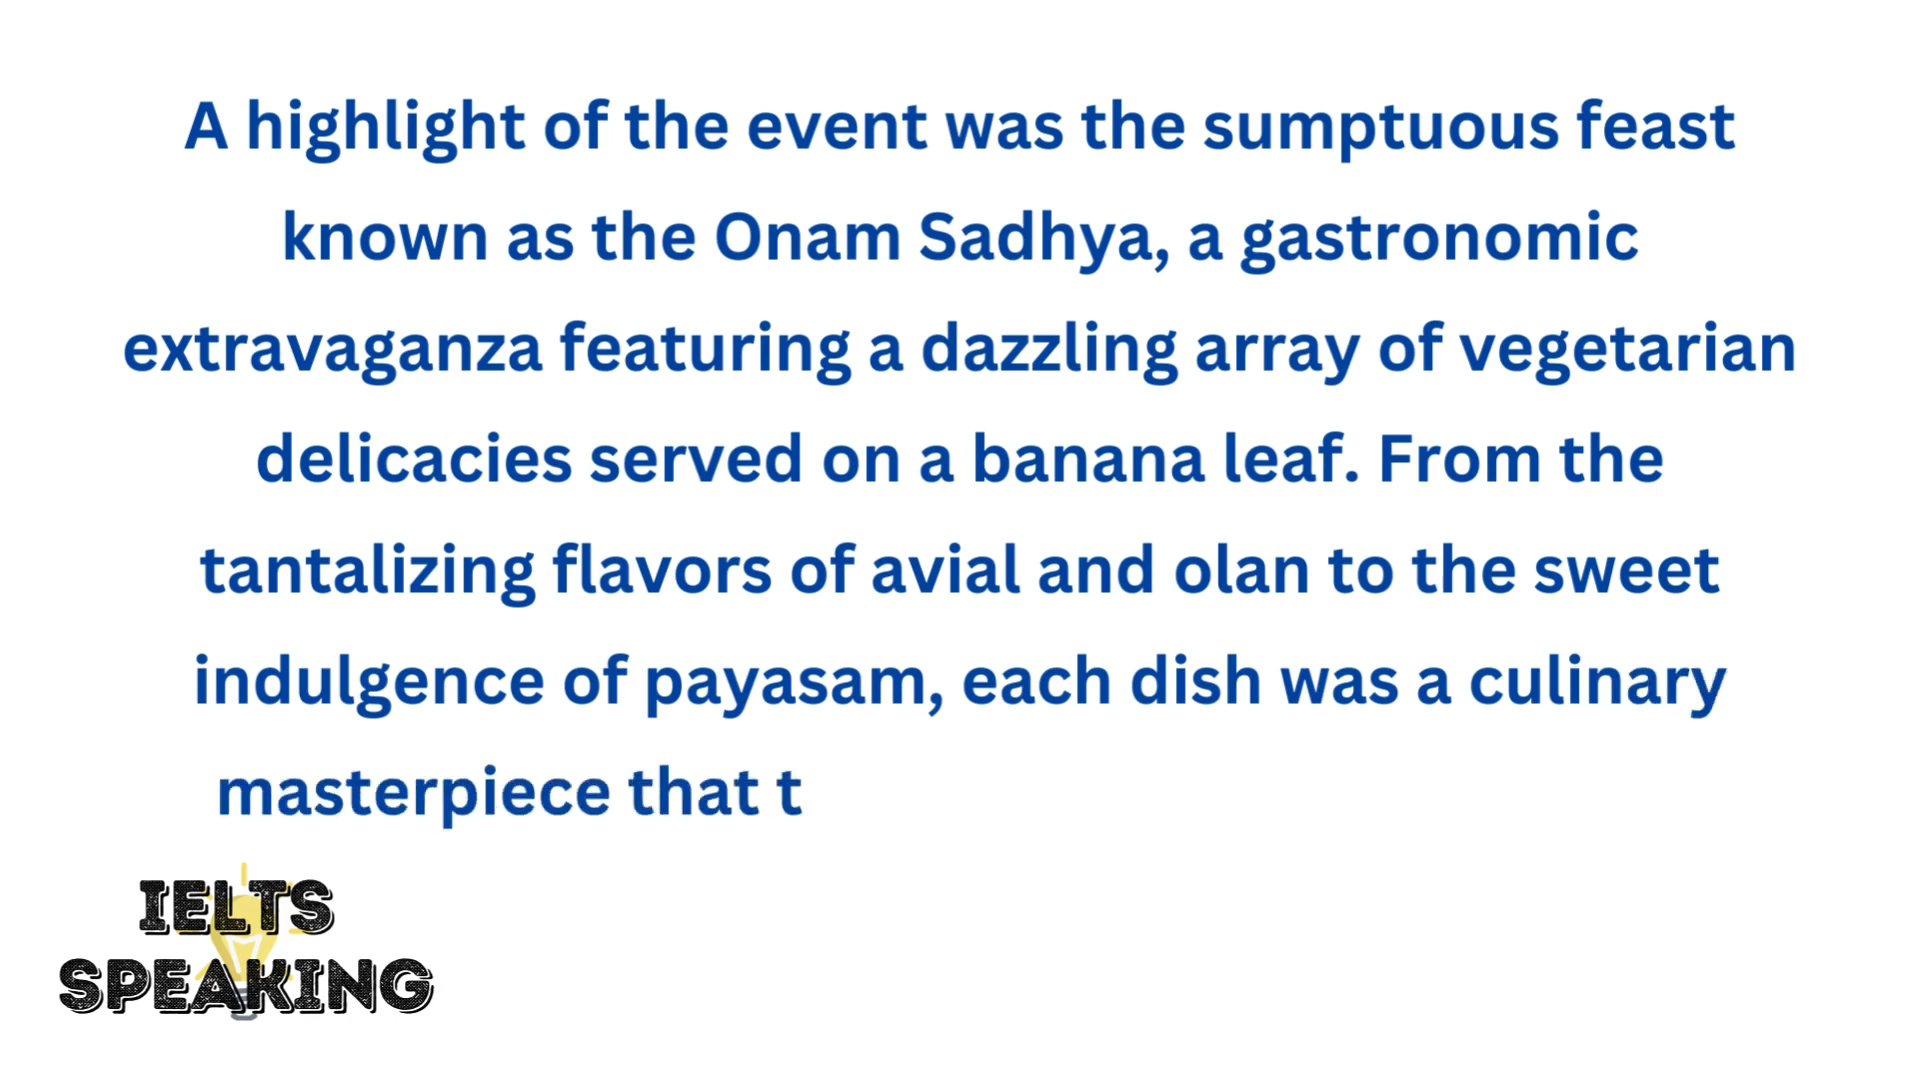 A highlight of the event was the sumptuous feast
known as the Onam Sadhya, a gastronomic
extravaganza featuring a dazzling array of vegetarian
delicacies served on a banana leaf. From the
tantalizing flavors of avial and olan to the sweet
indulgence of payasam, each dish was a culinary
masterpiece that t
IELTS
SPEAKING